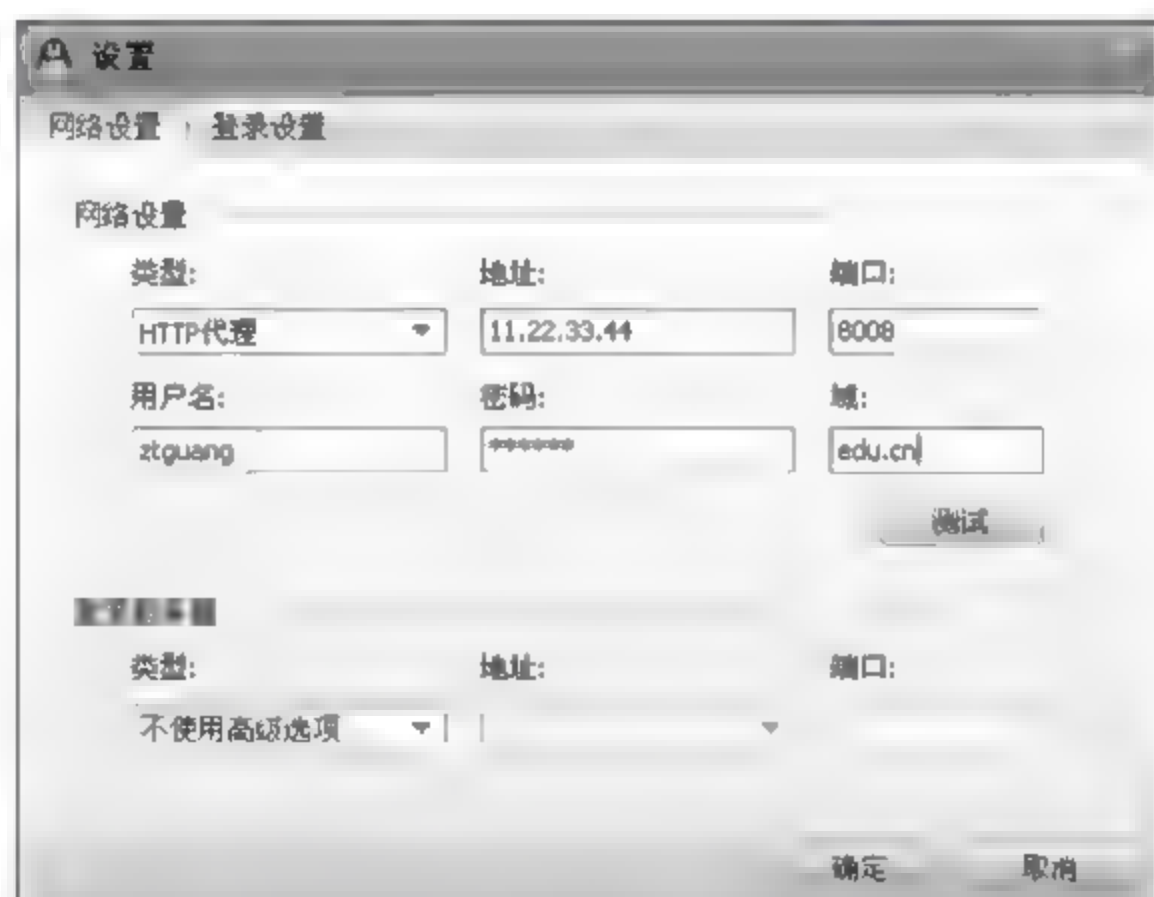 设置
网络设置 登录设置
网络设置
类型: 地址: 端口:
HTTP代理 11.22.33.44 8008
用户名: 密码: 域:
ztguang ****** edu.cn
测试
类型: 地址: 端口:
不使用高级选项
确定 取消